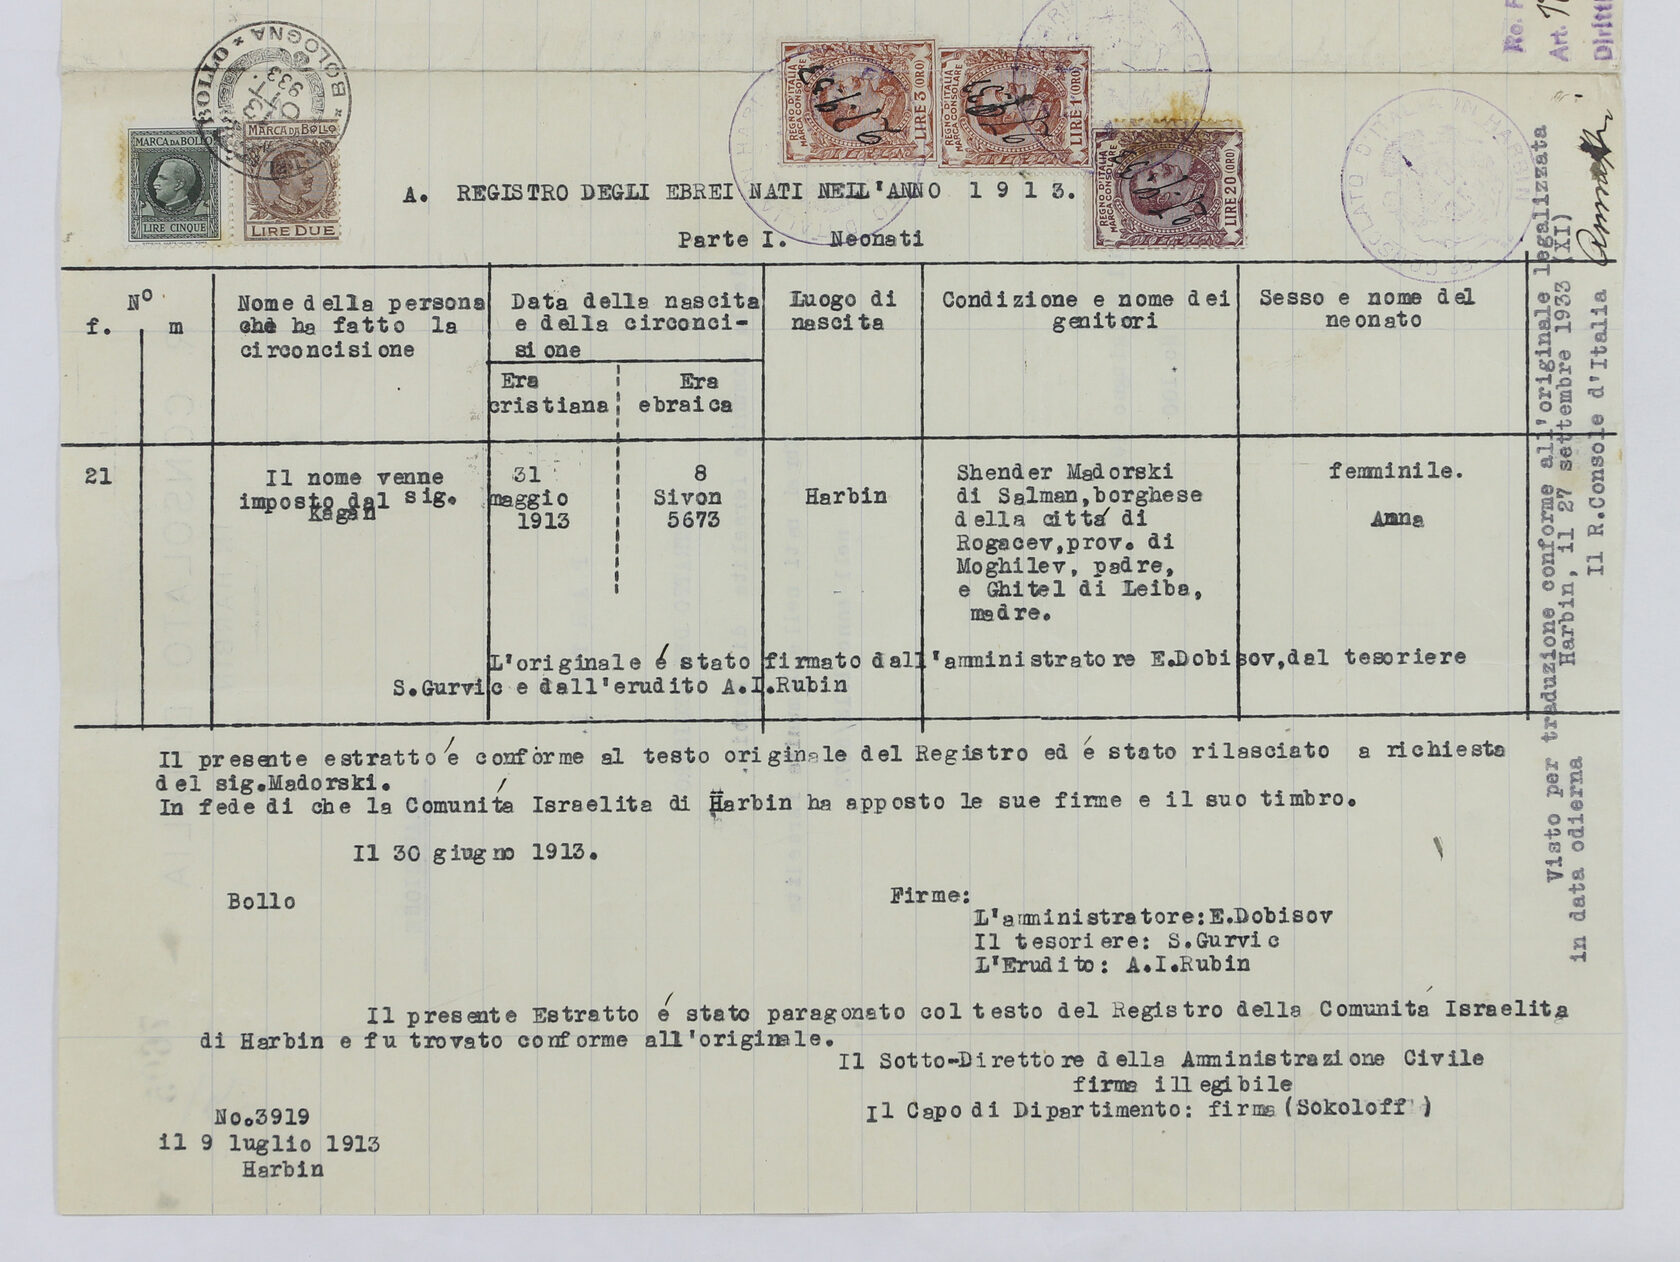 BOLLO * BOLOGNA *
MARCA DA BOLLO
LIRE CINQUE
MARCA DA BOLLO
LIRE DUE
REGNO D'ITALIA
MARCA CONSOLARE
LIRE 3 (ORO)
REGNO D'ITALIA
MARCA CONSOLARE
LIRE 1 (ORO)
REGNO D'ITALIA
MARCA CONSOLARE
LIRE 20 (ORO)
Art.
Diritti
A. REGISTRO DEGLI EBREI NATI NELL'ANNO 1913.
Parte I. Neonati
No
f. m
Nome della persona
che ha fatto la
circoncisione
Data della nascita
e della circonci-
sione
Era
cristiana
Era
ebraica
Luogo di
nascita
Condizione e nome dei
genitori
Sesso e nome del
neonato
21
Il nome venne
imposto dal sig.
Kagan
31
maggio
1913
8
Sivon
5673
Harbin
Shender Madorski
di Salman,borghese
della cittá di
Rogacev,prov. di
Moghilev, padre,
e Ghitel di Leiba,
madre.
femminile.
Anna
L'originale é stato firmato dall'amministratore E.Dobisov,dal tesoriere
S.Gurvic e dall'erudito A.I.Rubin
Il presente estratto é conforme al testo originale del Registro ed é stato rilasciato a richiesta
del sig.Madorski.
In fede di che la Comunitá Israelita di Harbin ha apposto le sue firme e il suo timbro.
Il 30 giugno 1913.
Bollo
Firme:
L'amministratore:E.Dobisov
Il tesoriere: S.Gurvic
L'Erudito: A.I.Rubin
Il presente Estratto é stato paragonato col testo del Registro della Comunitá Israelita
di Harbin e fu trovato conforme all'originale.
Il Sotto-Direttore della Amministrazione Civile
firma illegibile
Il Capo di Dipartimento: firma (Sokoloff )
No.3919
il 9 luglio 1913
Harbin
Visto per traduzione conforme all'originale legalizzata
in data odierna Harbin, il 27 settembre 1933 (XI)
Il R.Console d'Italia